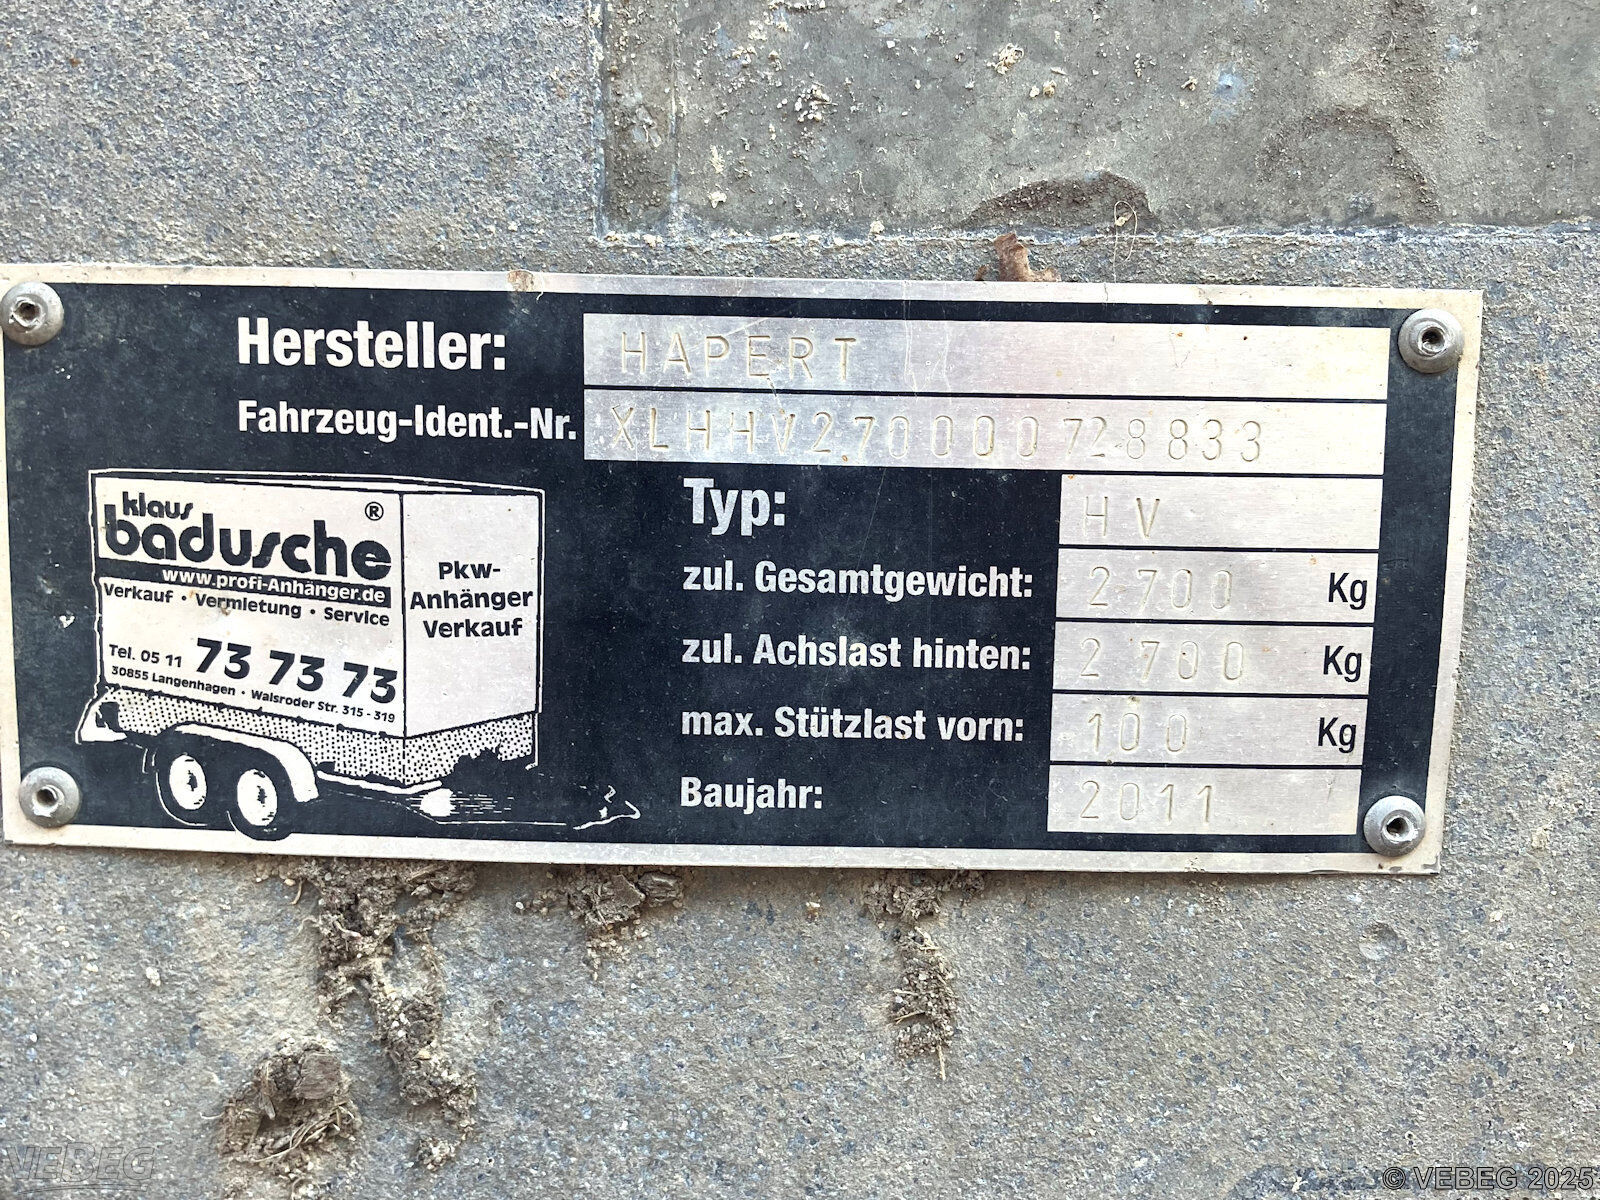 Hersteller: HAPERT
Fahrzeug-Ident.-Nr. XLHHV270000728833
klaus
badusche ®
www.profi-Anhänger.de
Verkauf · Vermietung · Service
Tel. 05 11 73 73 73
30855 Langenhagen · Walsroder Str. 315 - 319
Pkw-
Anhänger
Verkauf
Typ: HV
zul. Gesamtgewicht: 2700 Kg
zul. Achslast hinten: 2700 Kg
max. Stützlast vorn: 100 Kg
Baujahr: 2011
VEBEG
© VEBEG 2025